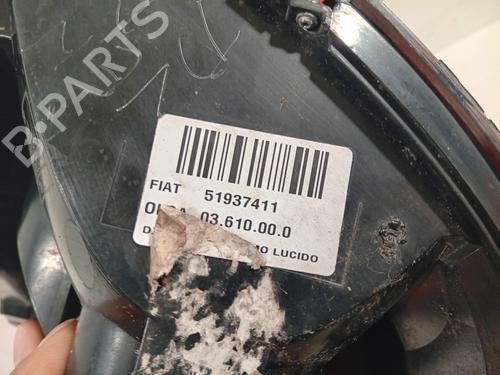 B-PARTS
FIAT 51937411
03.610.00.0
LUCIDO